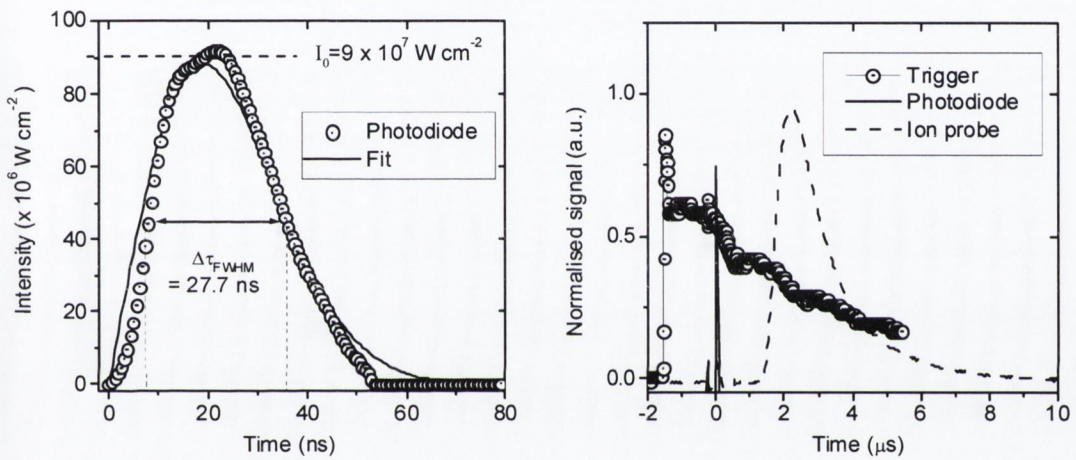 Intensity (x 10⁶ W cm⁻²)
100
80
60
40
20
0
I₀=9 x 10⁷ W cm⁻²
Photodiode
Fit
Δτ_FWHM
= 27.7 ns
0 20 40 60 80
Time (ns)
Normalised signal (a.u.)
1.0
0.5
0.0
Trigger
Photodiode
Ion probe
-2 0 2 4 6 8 10
Time (μs)